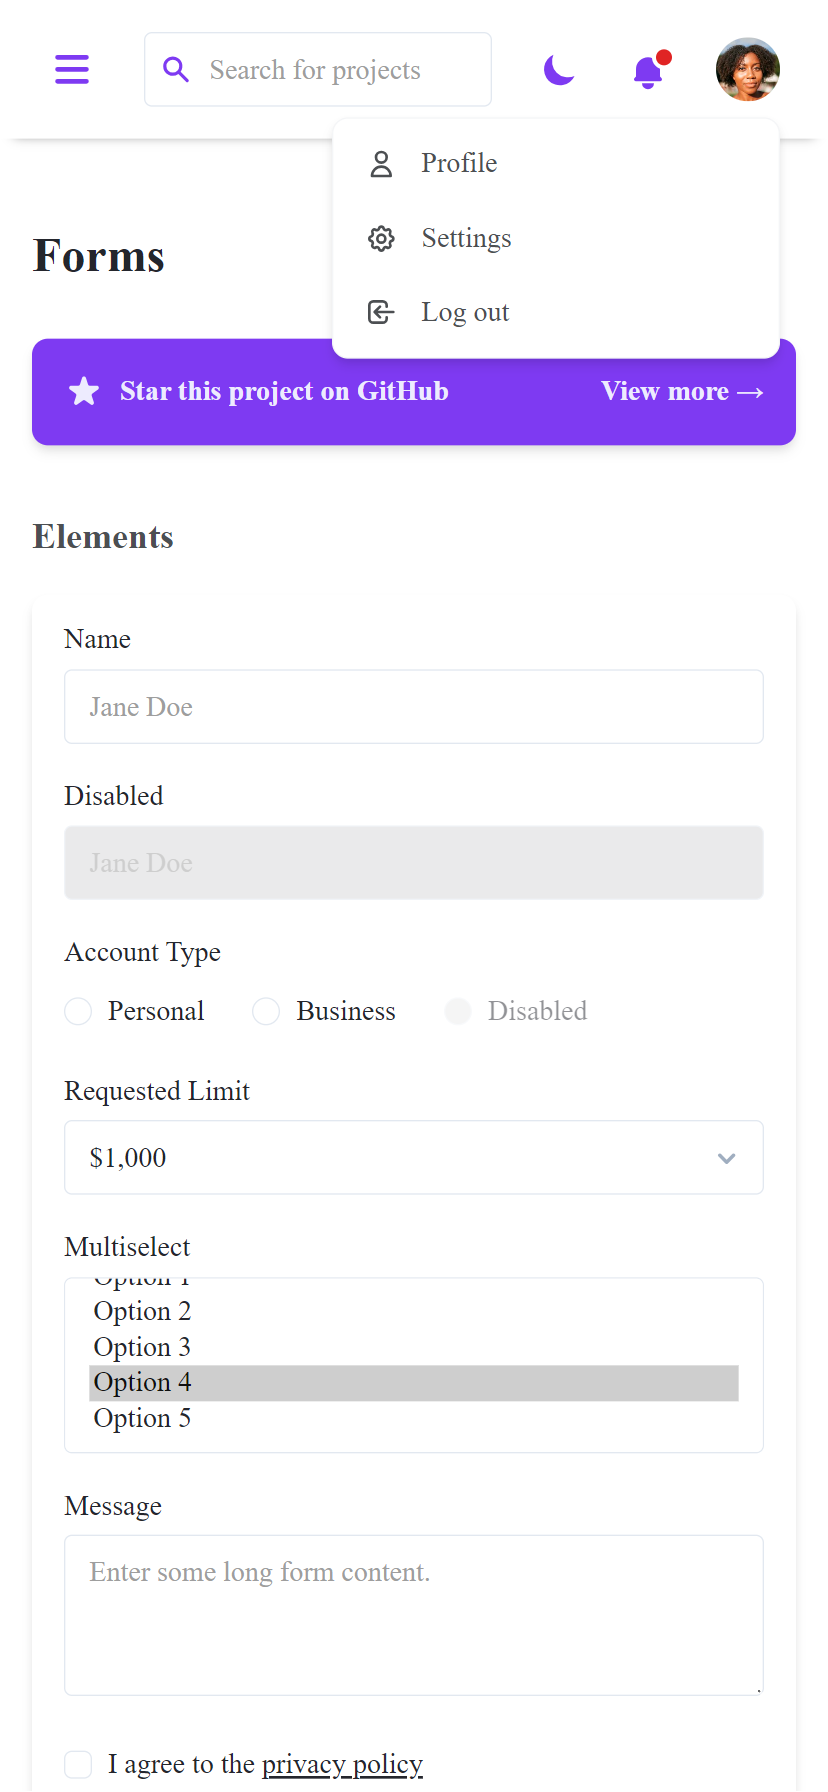 Search for projects
Profile
Settings
Log out
Forms
Star this project on GitHub
View more →
Elements
Name
Jane Doe
Disabled
Jane Doe
Account Type
Personal Business Disabled
Requested Limit
$1,000
Multiselect
Option 1
Option 2
Option 3
Option 4
Option 5
Message
Enter some long form content.
I agree to the privacy policy